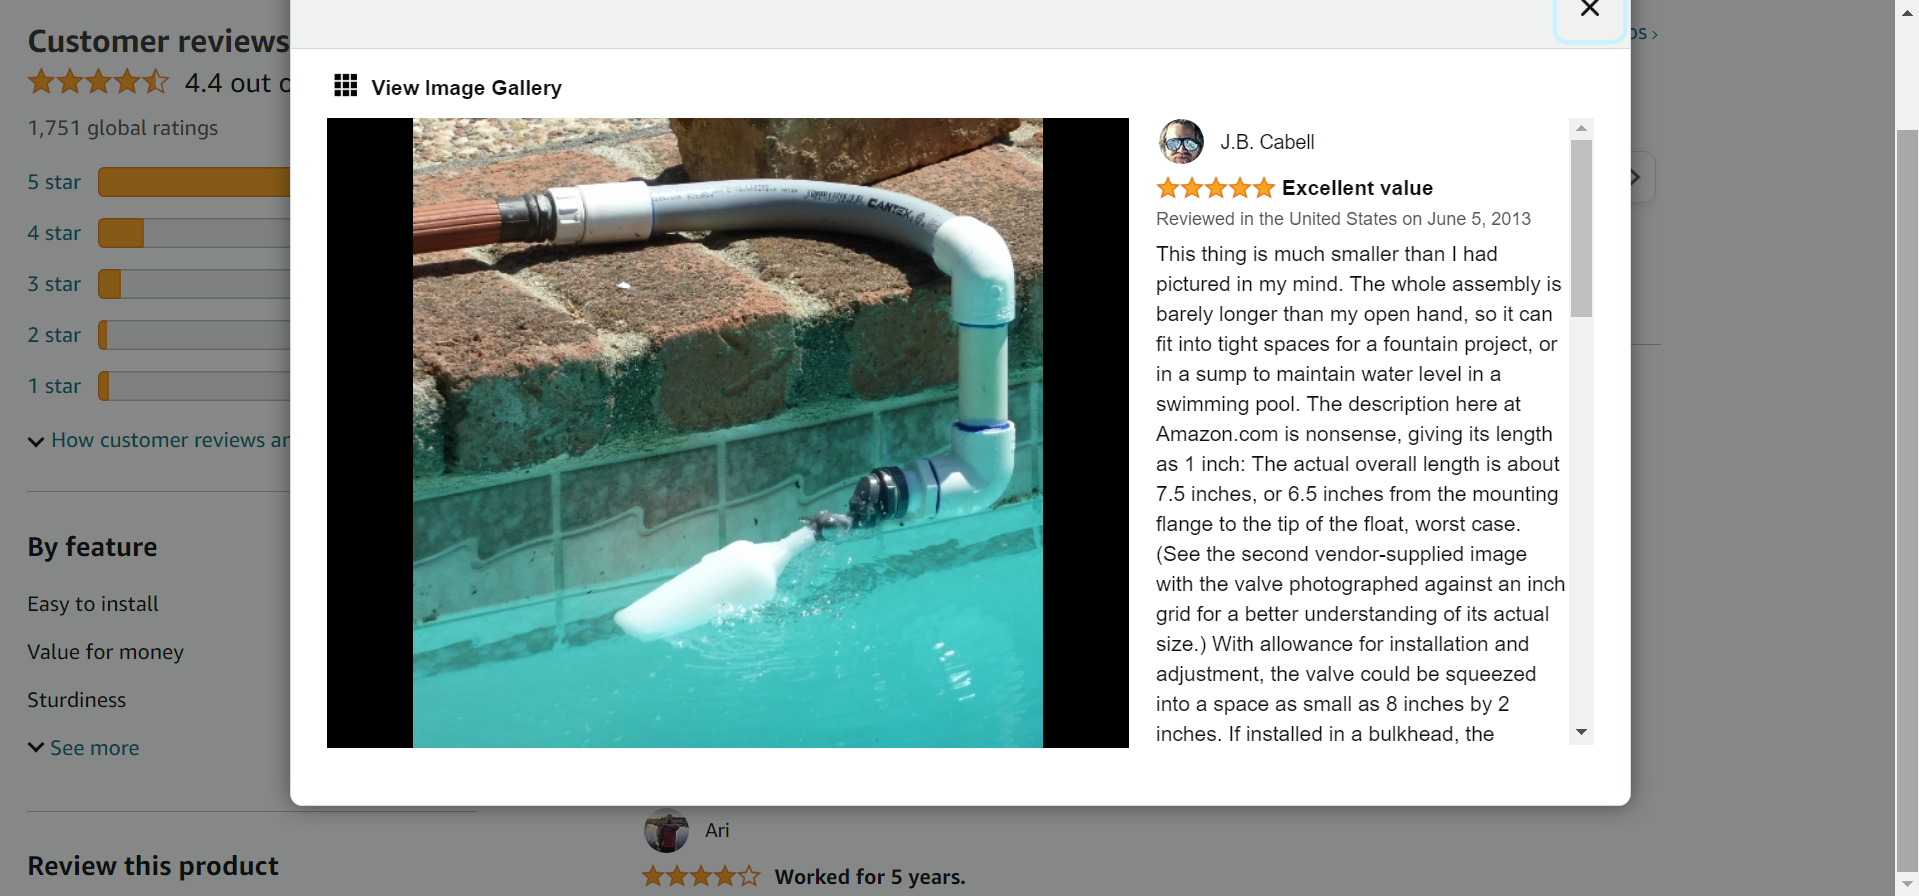 Customer reviews
4.4 out o
1,751 global ratings
5 star
4 star
3 star
2 star
1 star
How customer reviews ar
By feature
Easy to install
Value for money
Sturdiness
See more
Review this product
os ›
View Image Gallery
CANTEX
J.B. Cabell
Excellent value
Reviewed in the United States on June 5, 2013
This thing is much smaller than I had
pictured in my mind. The whole assembly is
barely longer than my open hand, so it can
fit into tight spaces for a fountain project, or
in a sump to maintain water level in a
swimming pool. The description here at
Amazon.com is nonsense, giving its length
as 1 inch: The actual overall length is about
7.5 inches, or 6.5 inches from the mounting
flange to the tip of the float, worst case.
(See the second vendor-supplied image
with the valve photographed against an inch
grid for a better understanding of its actual
size.) With allowance for installation and
adjustment, the valve could be squeezed
into a space as small as 8 inches by 2
inches. If installed in a bulkhead, the
Ari
Worked for 5 years.